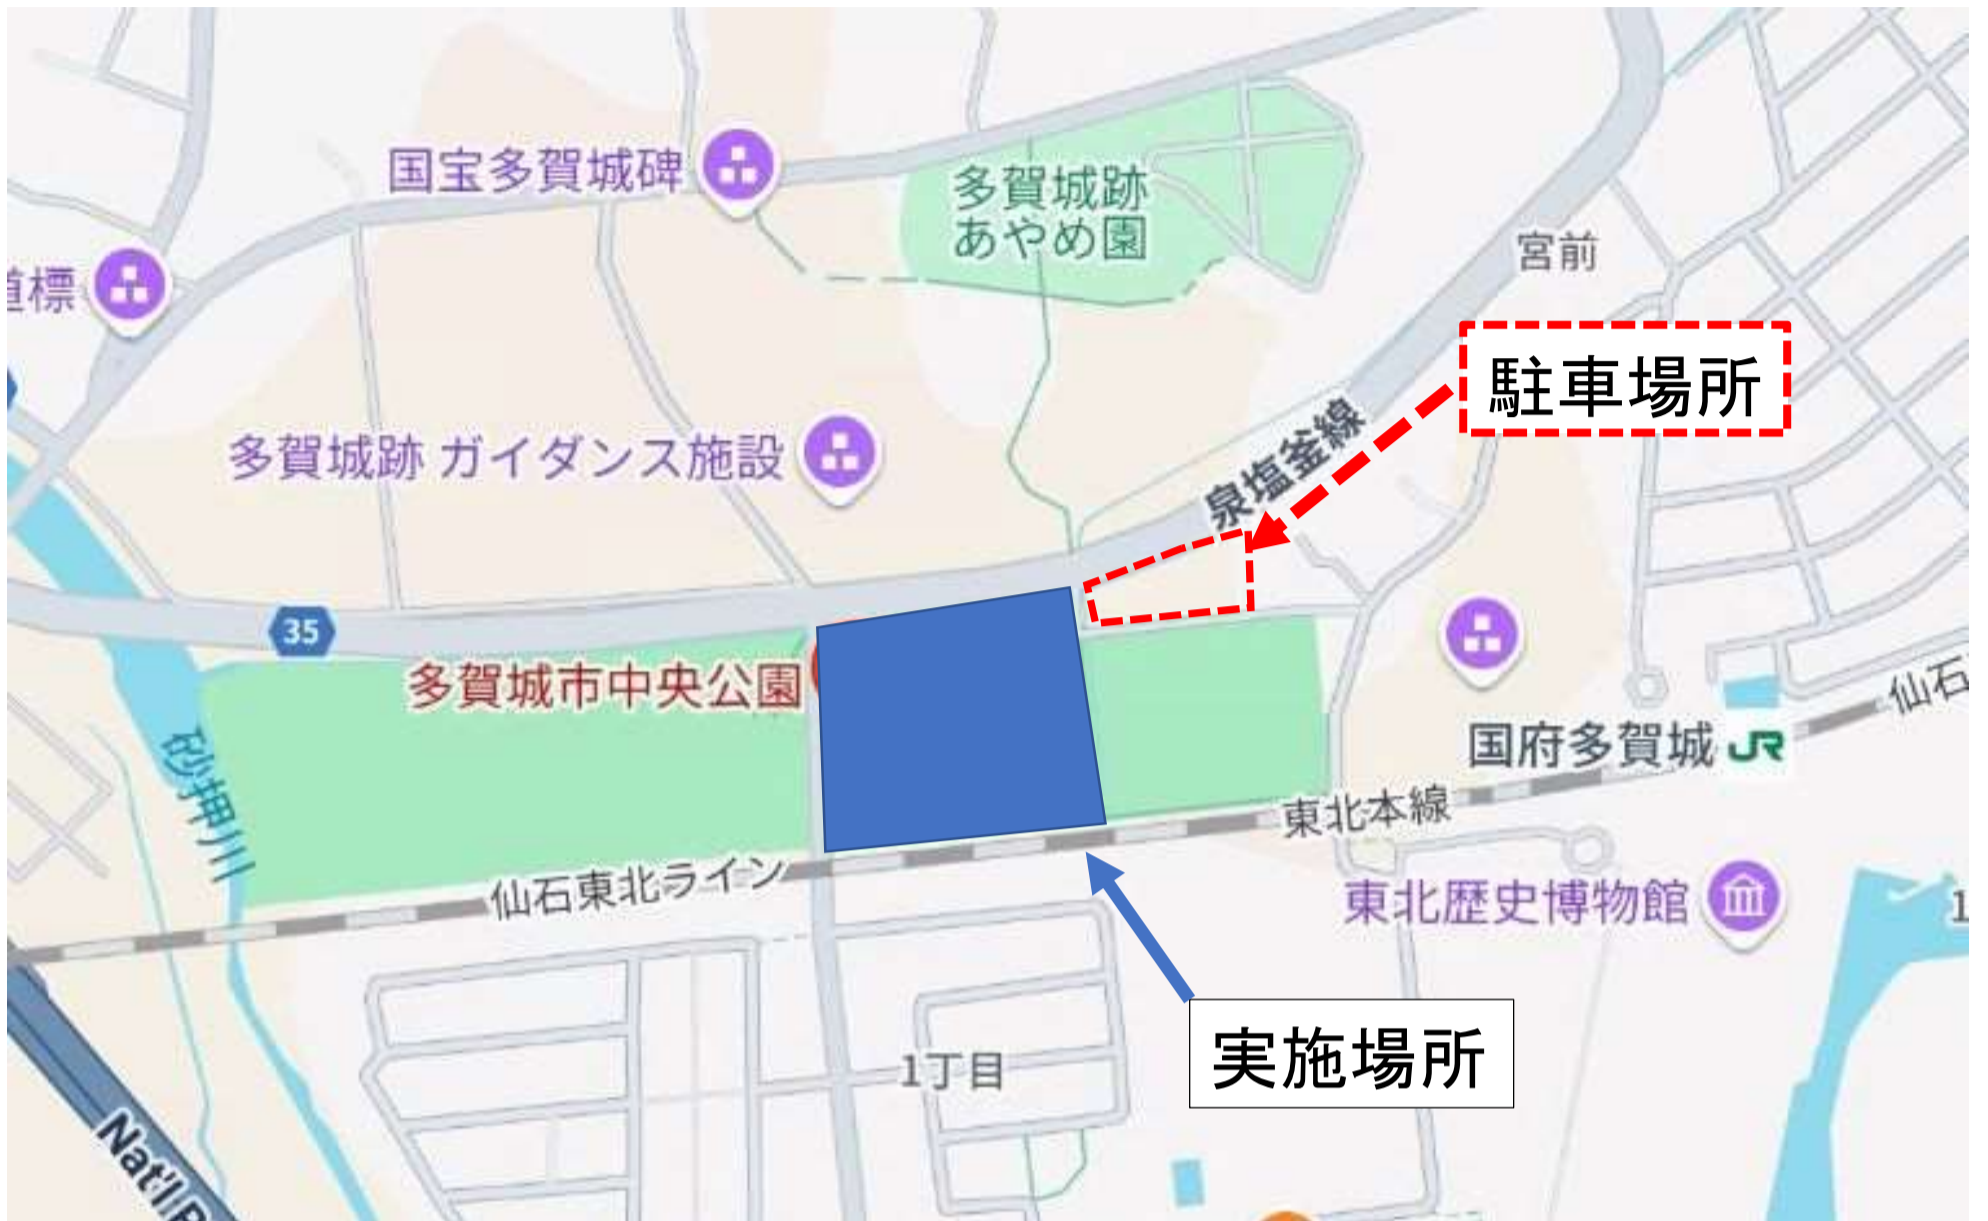 国宝多賀城碑
多賀城跡
あやめ園
宮前
道標
駐車場所
多賀城跡 ガイダンス施設
泉塩釜線
35
多賀城市中央公園
砂押川
国府多賀城 JR
仙石
東北本線
仙石東北ライン
東北歴史博物館
1
実施場所
1丁目
Nat'l R